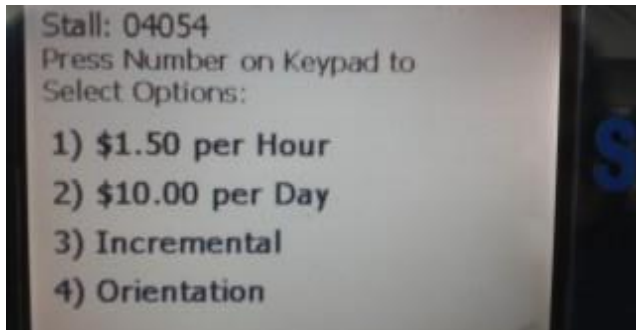 Stall: 04054
Press Number on Keypad to
Select Options:
1) $1.50 per Hour
2) $10.00 per Day
3) Incremental
4) Orientation
S